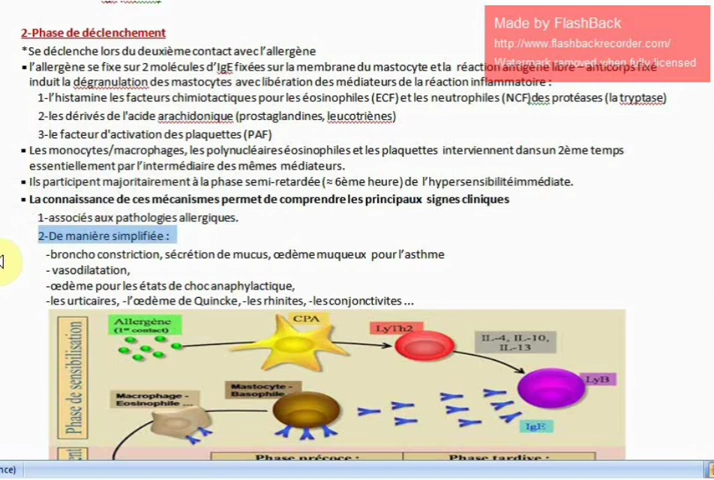 2-Phase de déclenchement
Made by FlashBack
http://www.flashbackrecorder.com/
Watermark removed when fully licensed
*Se déclenche lors du deuxième contact avec l'allergène
▪ l'allergène se fixe sur 2 molécules d'IgE fixées sur la membrane du mastocyte et la réaction antigène libre – anticorps fixé
induit la dégranulation des mastocytes avec libération des médiateurs de la réaction inflammatoire :
1-l'histamine les facteurs chimiotactiques pour les éosinophiles (ECF) et les neutrophiles (NCF)des protéases (la tryptase)
2-les dérivés de l'acide arachidonique (prostaglandines, leucotriènes)
3-le facteur d'activation des plaquettes (PAF)
▪ Les monocytes/macrophages, les polynucléaires éosinophiles et les plaquettes interviennent dans un 2ème temps
essentiellement par l'intermédiaire des mêmes médiateurs.
▪ Ils participent majoritairement à la phase semi-retardée (≈ 6ème heure) de l'hypersensibilité immédiate.
▪ La connaissance de ces mécanismes permet de comprendre les principaux signes cliniques
1-associés aux pathologies allergiques.
2-De manière simplifiée :
-broncho constriction, sécrétion de mucus, œdème muqueux pour l'asthme
- vasodilatation,
-œdème pour les états de choc anaphylactique,
-les urticaires, -l'œdème de Quincke, -les rhinites, -les conjonctivites ...
Phase de sensibilisation
Allergène
(1er contact)
CPA
LyTh2
IL-4, IL-10,
IL-13
LyB
Macrophage -
Eosinophile ...
Mastocyte -
Basophile
IgE
Phase précoce :
Phase tardive :
nce)